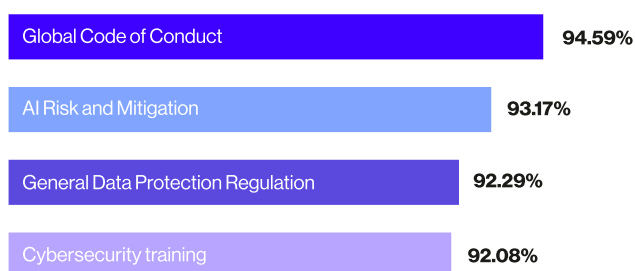 Global Code of Conduct
94.59%
AI Risk and Mitigation
93.17%
General Data Protection Regulation
92.29%
Cybersecurity training
92.08%